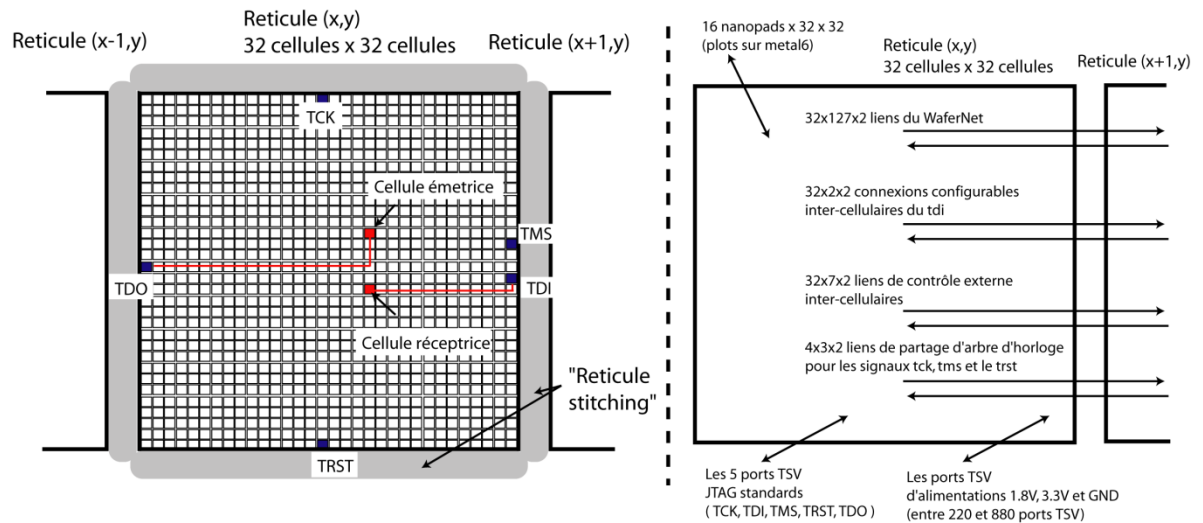 Reticule (x-1,y)
Reticule (x,y)
32 cellules x 32 cellules
Reticule (x+1,y)
TCK
Cellule émetrice
TMS
TDO
TDI
Cellule réceptrice
"Reticule
stitching"
TRST
16 nanopads x 32 x 32
(plots sur metal6)
Reticule (x,y)
32 cellules x 32 cellules
Reticule (x+1,y)
32x127x2 liens du WaferNet
32x2x2 connexions configurables
inter-cellulaires du tdi
32x7x2 liens de contrôle externe
inter-cellulaires
4x3x2 liens de partage d'arbre d'horloge
pour les signaux tck, tms et le trst
Les 5 ports TSV
JTAG standards
( TCK, TDI, TMS, TRST, TDO )
Les ports TSV
d'alimentations 1.8V, 3.3V et GND
(entre 220 et 880 ports TSV)